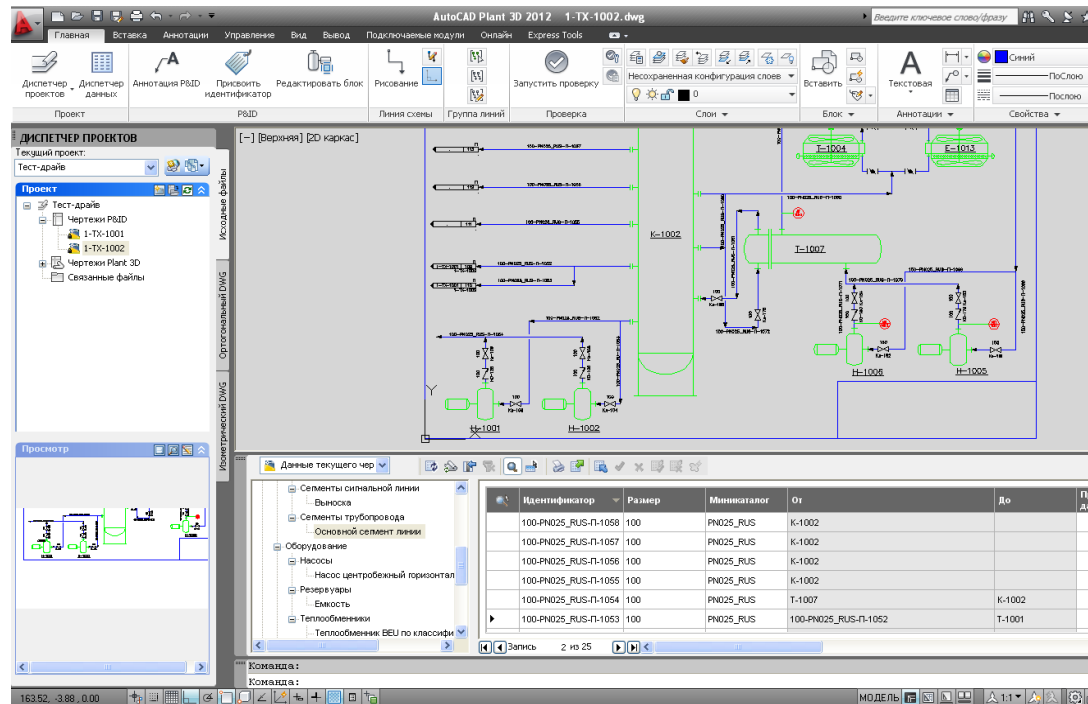 AutoCAD Plant 3D 2012 1-TX-1002.dwg
Введите ключевое слово/фразу
Главная Вставка Аннотации Управление Вид Вывод Подключаемые модули Онлайн Express Tools
Диспетчер проектов
Диспетчер данных
Аннотация P&ID
Присвоить идентификатор
Редактировать блок
Рисование
Запустить проверку
Несохраненная конфигурация слоев
0
Вставить
Текстовая
Синий
ПоСлою
Послою
Проект P&ID Линия схемы Группа линий Проверка Слои Блок Аннотации Свойства
ДИСПЕТЧЕР ПРОЕКТОВ
Текущий проект:
Тест-драйв
Проект
Тест-драйв
Чертежи P&ID
1-TX-1001
1-TX-1002
Чертежи Plant 3D
Связанные файлы
Исходные файлы
Ортогональный DWG
Изометрический DWG
Просмотр
[−] [Верхняя] [2D каркас]
T-1004
E-1013
K-1002
T-1007
H-1006
H-1005
H-1001
H-1002
Y
X
Данные текущего чер
Сегменты сигнальной линии
Выноска
Сегменты трубопровода
Основной сегмент линии
Оборудование
Насосы
Насос центробежный горизонтал
Резервуары
Емкость
Теплообменники
Теплообменник BEU по классифи
Идентификатор Размер Миникаталог От До
100-PN025_RUS-П-1058 100 PN025_RUS K-1002
100-PN025_RUS-П-1057 100 PN025_RUS K-1002
100-PN025_RUS-П-1056 100 PN025_RUS K-1002
100-PN025_RUS-П-1055 100 PN025_RUS K-1002
100-PN025_RUS-П-1054 100 PN025_RUS T-1007 K-1002
100-PN025_RUS-П-1053 100 PN025_RUS 100-PN025_RUS-П-1052 T-1001
Запись 2 из 25
Команда:
Команда:
163.52, -3.88 , 0.00
МОДЕЛЬ
1:1